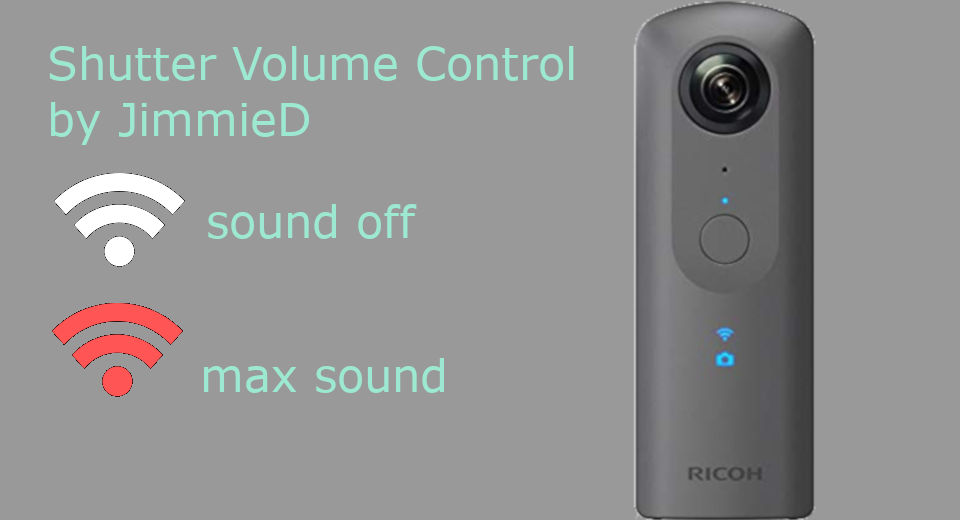 Shutter Volume Control
by JimmieD
sound off
max sound
RICOH